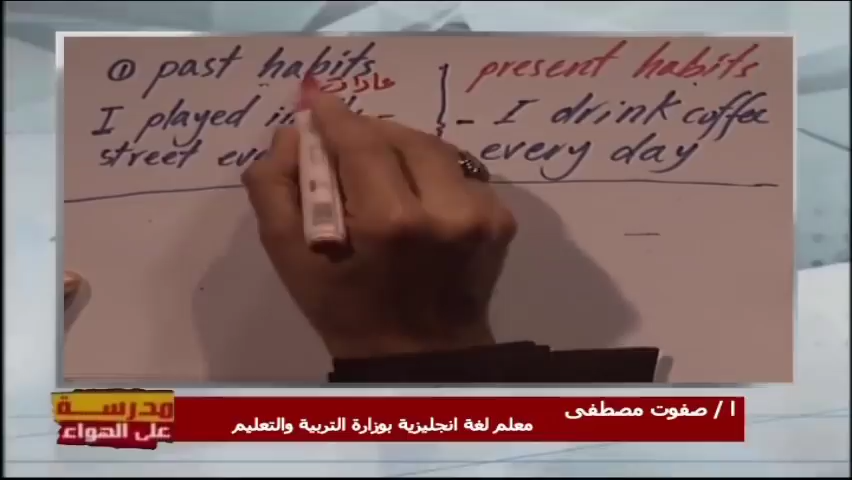 ① past habits
عادات
I played in
street
present habits
- I drink coffee
every day
مدرسة
على الهواء
ا / صفوت مصطفى
معلم لغة انجليزية بوزارة التربية والتعليم